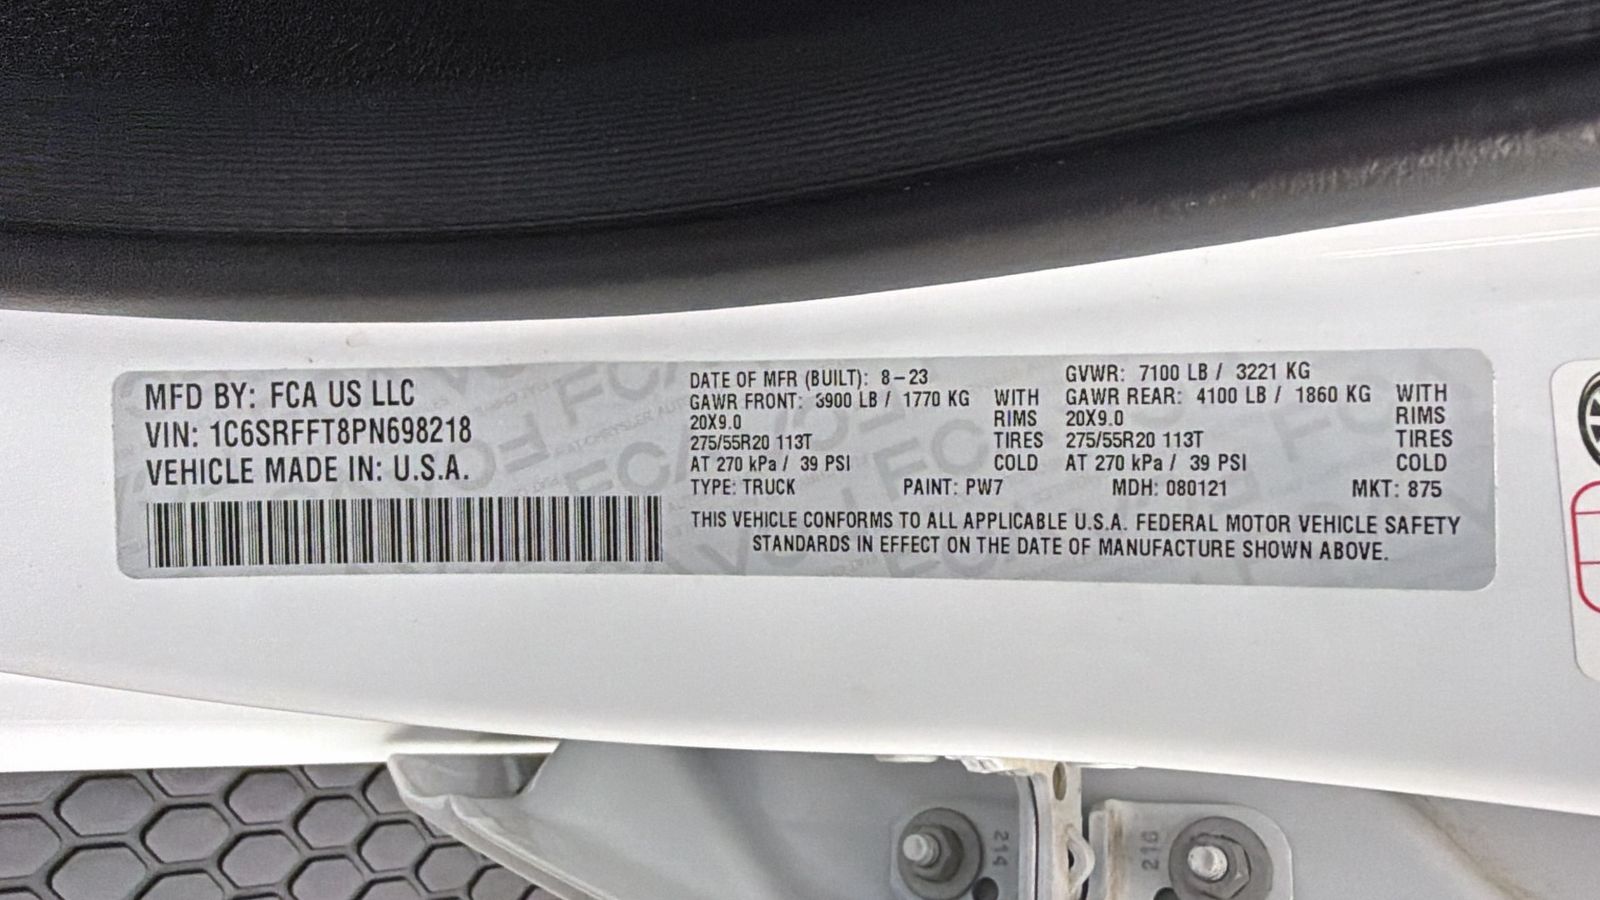 MFD BY: FCA US LLC
VIN: 1C6SRFFT8PN698218
VEHICLE MADE IN: U.S.A.
DATE OF MFR (BUILT): 8-23 GVWR: 7100 LB / 3221 KG
GAWR FRONT: 3900 LB / 1770 KG WITH GAWR REAR: 4100 LB / 1860 KG WITH
20X9.0 RIMS 20X9.0 RIMS
275/55R20 113T TIRES 275/55R20 113T TIRES
AT 270 kPa / 39 PSI COLD AT 270 kPa / 39 PSI COLD
TYPE: TRUCK PAINT: PW7 MDH: 080121 MKT: 875
THIS VEHICLE CONFORMS TO ALL APPLICABLE U.S.A. FEDERAL MOTOR VEHICLE SAFETY
STANDARDS IN EFFECT ON THE DATE OF MANUFACTURE SHOWN ABOVE.
214
216